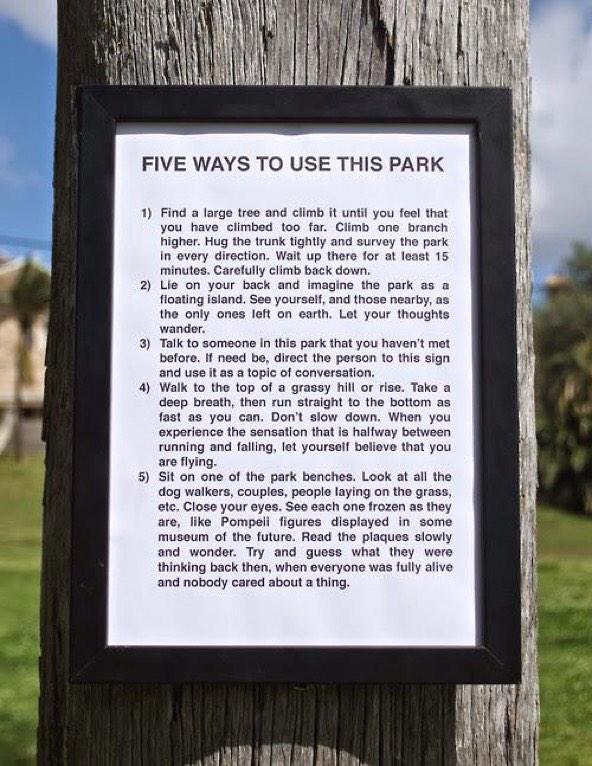 FIVE WAYS TO USE THIS PARK
1) Find a large tree and climb it until you feel that
you have climbed too far. Climb one branch
higher. Hug the trunk tightly and survey the park
in every direction. Wait up there for at least 15
minutes. Carefully climb back down.
2) Lie on your back and imagine the park as a
floating island. See yourself, and those nearby, as
the only ones left on earth. Let your thoughts
wander.
3) Talk to someone in this park that you haven't met
before. If need be, direct the person to this sign
and use it as a topic of conversation.
4) Walk to the top of a grassy hill or rise. Take a
deep breath, then run straight to the bottom as
fast as you can. Don't slow down. When you
experience the sensation that is halfway between
running and falling, let yourself believe that you
are flying.
5) Sit on one of the park benches. Look at all the
dog walkers, couples, people laying on the grass,
etc. Close your eyes. See each one frozen as they
are, like Pompeii figures displayed in some
museum of the future. Read the plaques slowly
and wonder. Try and guess what they were
thinking back then, when everyone was fully alive
and nobody cared about a thing.